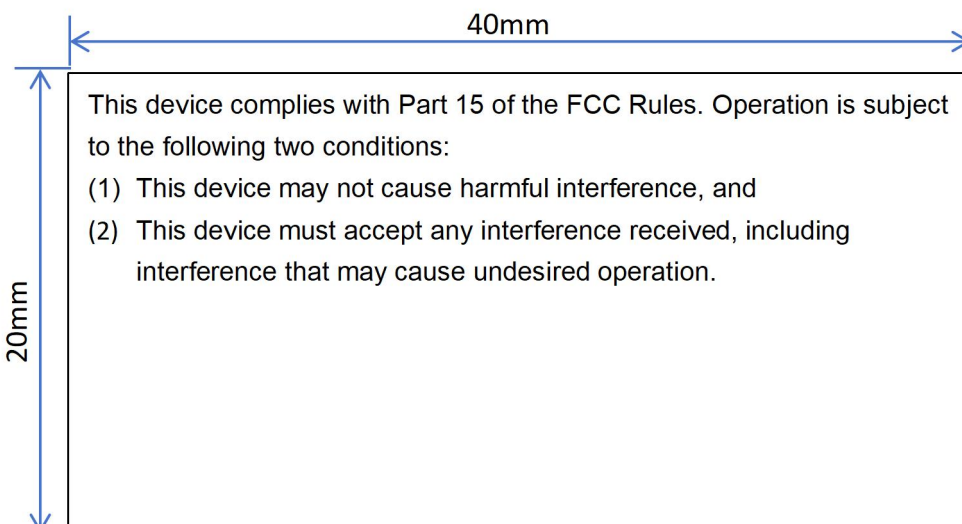 40mm
This device complies with Part 15 of the FCC Rules. Operation is subject
to the following two conditions:
(1) This device may not cause harmful interference, and
(2) This device must accept any interference received, including
interference that may cause undesired operation.
20mm